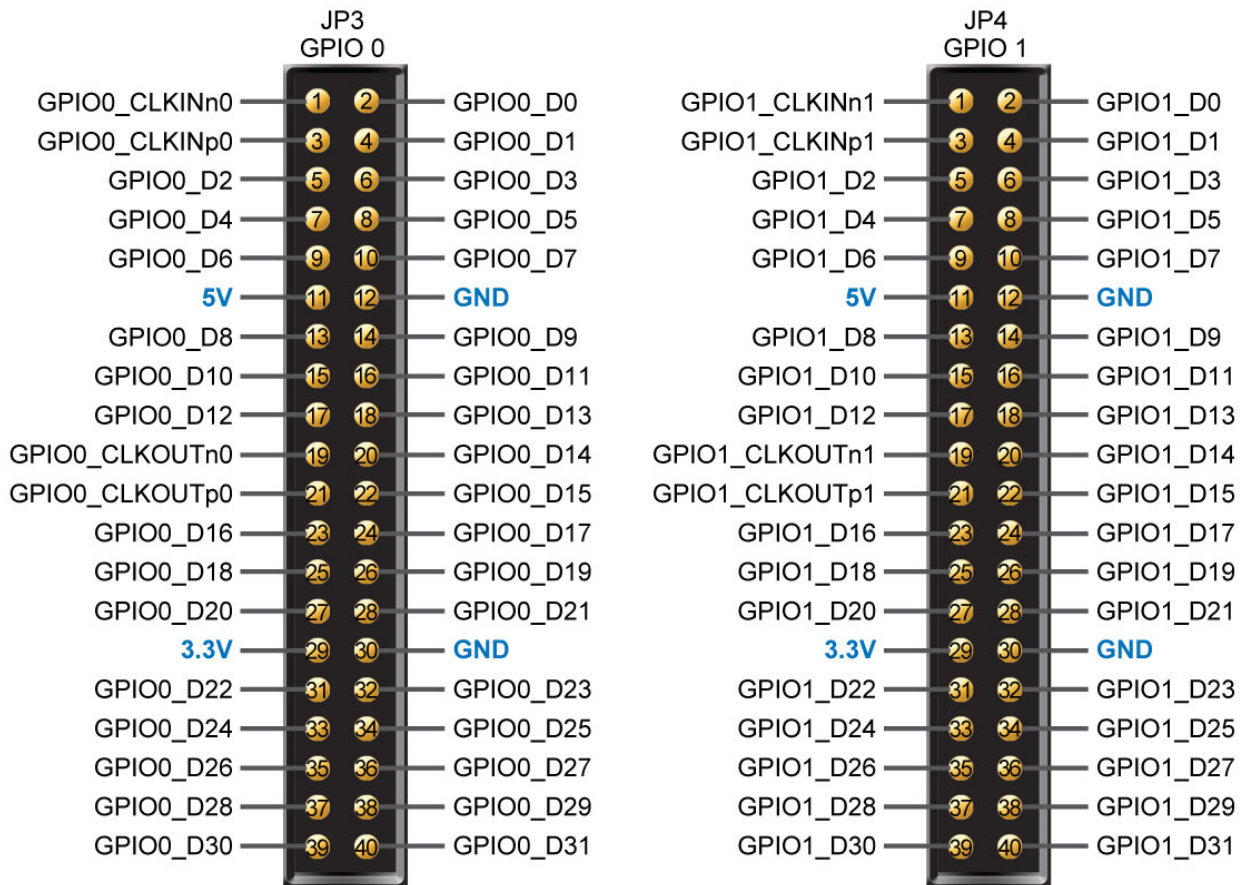 JP3
GPIO 0
GPIO0_CLKINn0 1 2 GPIO0_D0
GPIO0_CLKINp0 3 4 GPIO0_D1
GPIO0_D2 5 6 GPIO0_D3
GPIO0_D4 7 8 GPIO0_D5
GPIO0_D6 9 10 GPIO0_D7
5V 11 12 GND
GPIO0_D8 13 14 GPIO0_D9
GPIO0_D10 15 16 GPIO0_D11
GPIO0_D12 17 18 GPIO0_D13
GPIO0_CLKOUTn0 19 20 GPIO0_D14
GPIO0_CLKOUTp0 21 22 GPIO0_D15
GPIO0_D16 23 24 GPIO0_D17
GPIO0_D18 25 26 GPIO0_D19
GPIO0_D20 27 28 GPIO0_D21
3.3V 29 30 GND
GPIO0_D22 31 32 GPIO0_D23
GPIO0_D24 33 34 GPIO0_D25
GPIO0_D26 35 36 GPIO0_D27
GPIO0_D28 37 38 GPIO0_D29
GPIO0_D30 39 40 GPIO0_D31
JP4
GPIO 1
GPIO1_CLKINn1 1 2 GPIO1_D0
GPIO1_CLKINp1 3 4 GPIO1_D1
GPIO1_D2 5 6 GPIO1_D3
GPIO1_D4 7 8 GPIO1_D5
GPIO1_D6 9 10 GPIO1_D7
5V 11 12 GND
GPIO1_D8 13 14 GPIO1_D9
GPIO1_D10 15 16 GPIO1_D11
GPIO1_D12 17 18 GPIO1_D13
GPIO1_CLKOUTn1 19 20 GPIO1_D14
GPIO1_CLKOUTp1 21 22 GPIO1_D15
GPIO1_D16 23 24 GPIO1_D17
GPIO1_D18 25 26 GPIO1_D19
GPIO1_D20 27 28 GPIO1_D21
3.3V 29 30 GND
GPIO1_D22 31 32 GPIO1_D23
GPIO1_D24 33 34 GPIO1_D25
GPIO1_D26 35 36 GPIO1_D27
GPIO1_D28 37 38 GPIO1_D29
GPIO1_D30 39 40 GPIO1_D31